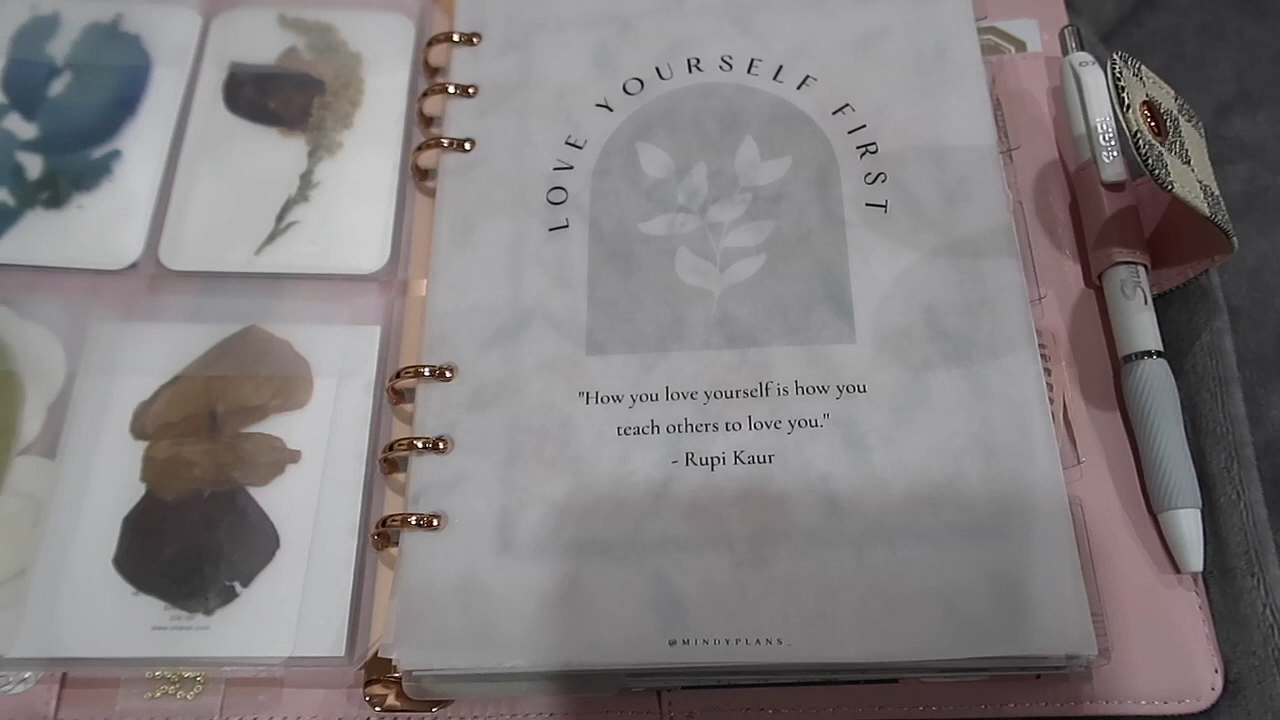 LOVE YOURSELF FIRST
"How you love yourself is how you
teach others to love you."
- Rupi Kaur
@MINDYPLANS_